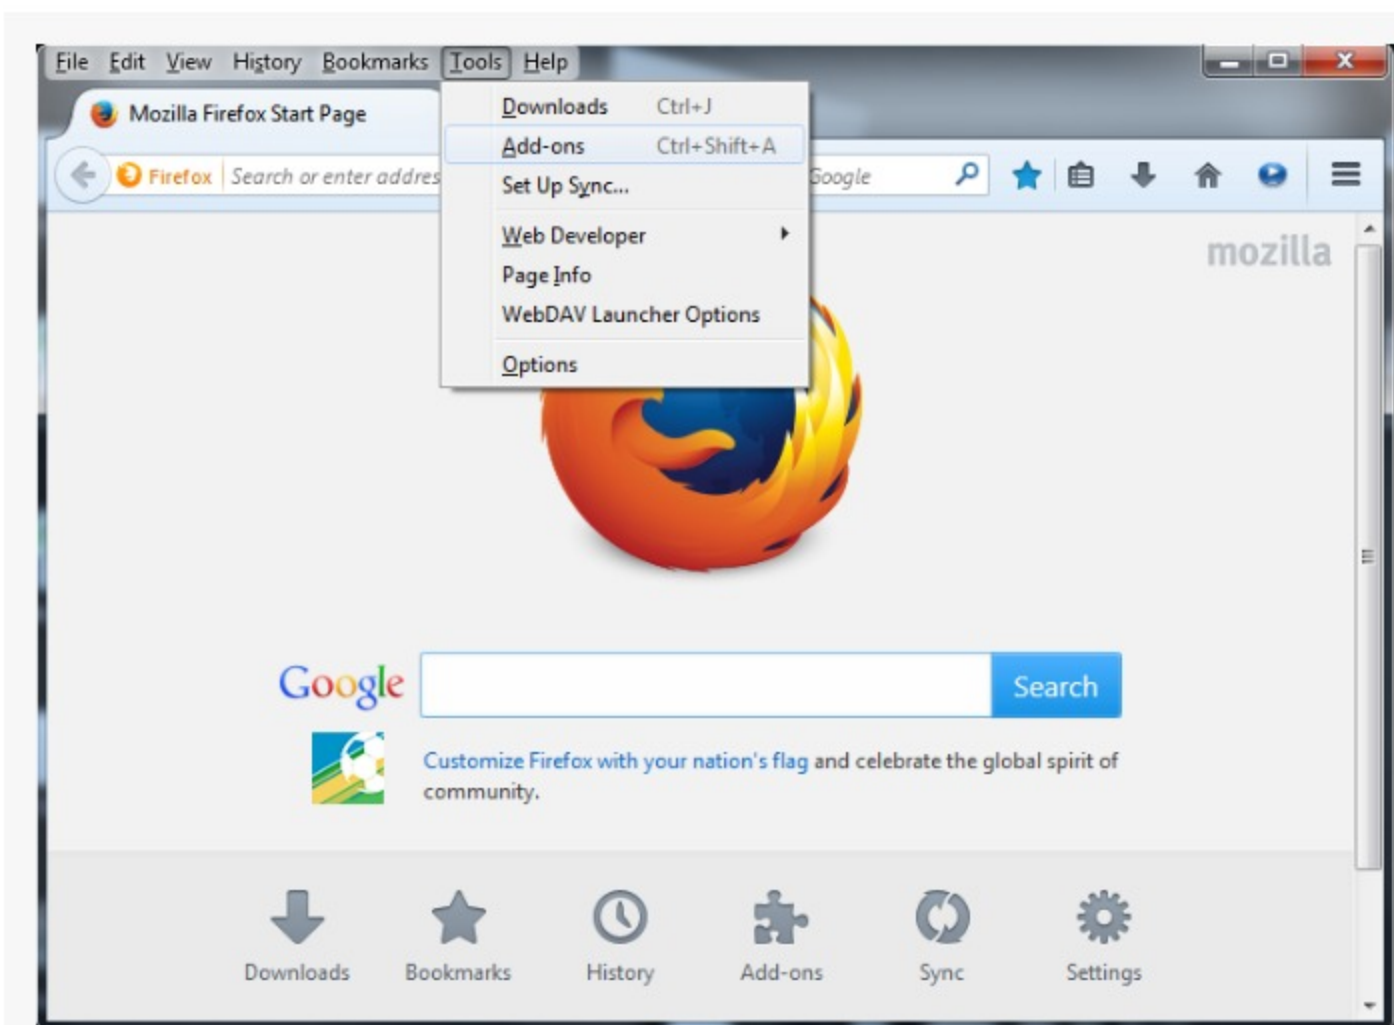 File Edit View History Bookmarks Tools Help
Mozilla Firefox Start Page
Downloads Ctrl+J
Add-ons Ctrl+Shift+A
Firefox Search or enter addres
Google
Set Up Sync...
Web Developer
Page Info
WebDAV Launcher Options
Options
mozilla
Google
Search
Customize Firefox with your nation's flag and celebrate the global spirit of
community.
Downloads Bookmarks History Add-ons Sync Settings